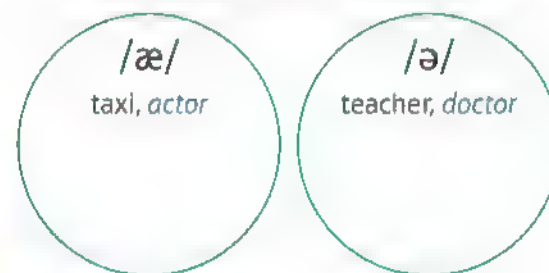 /æ/
taxi, actor
/ə/
teacher, doctor